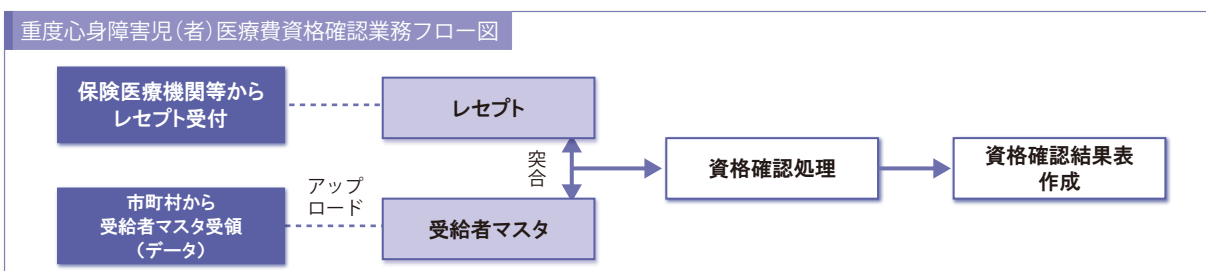 重度心身障害児(者)医療費資格確認業務フロー図
保険医療機関等から
レセプト受付
レセプト
突合
資格確認処理
資格確認結果表
作成
アップ
ロード
市町村から
受給者マスタ受領
(データ)
受給者マスタ